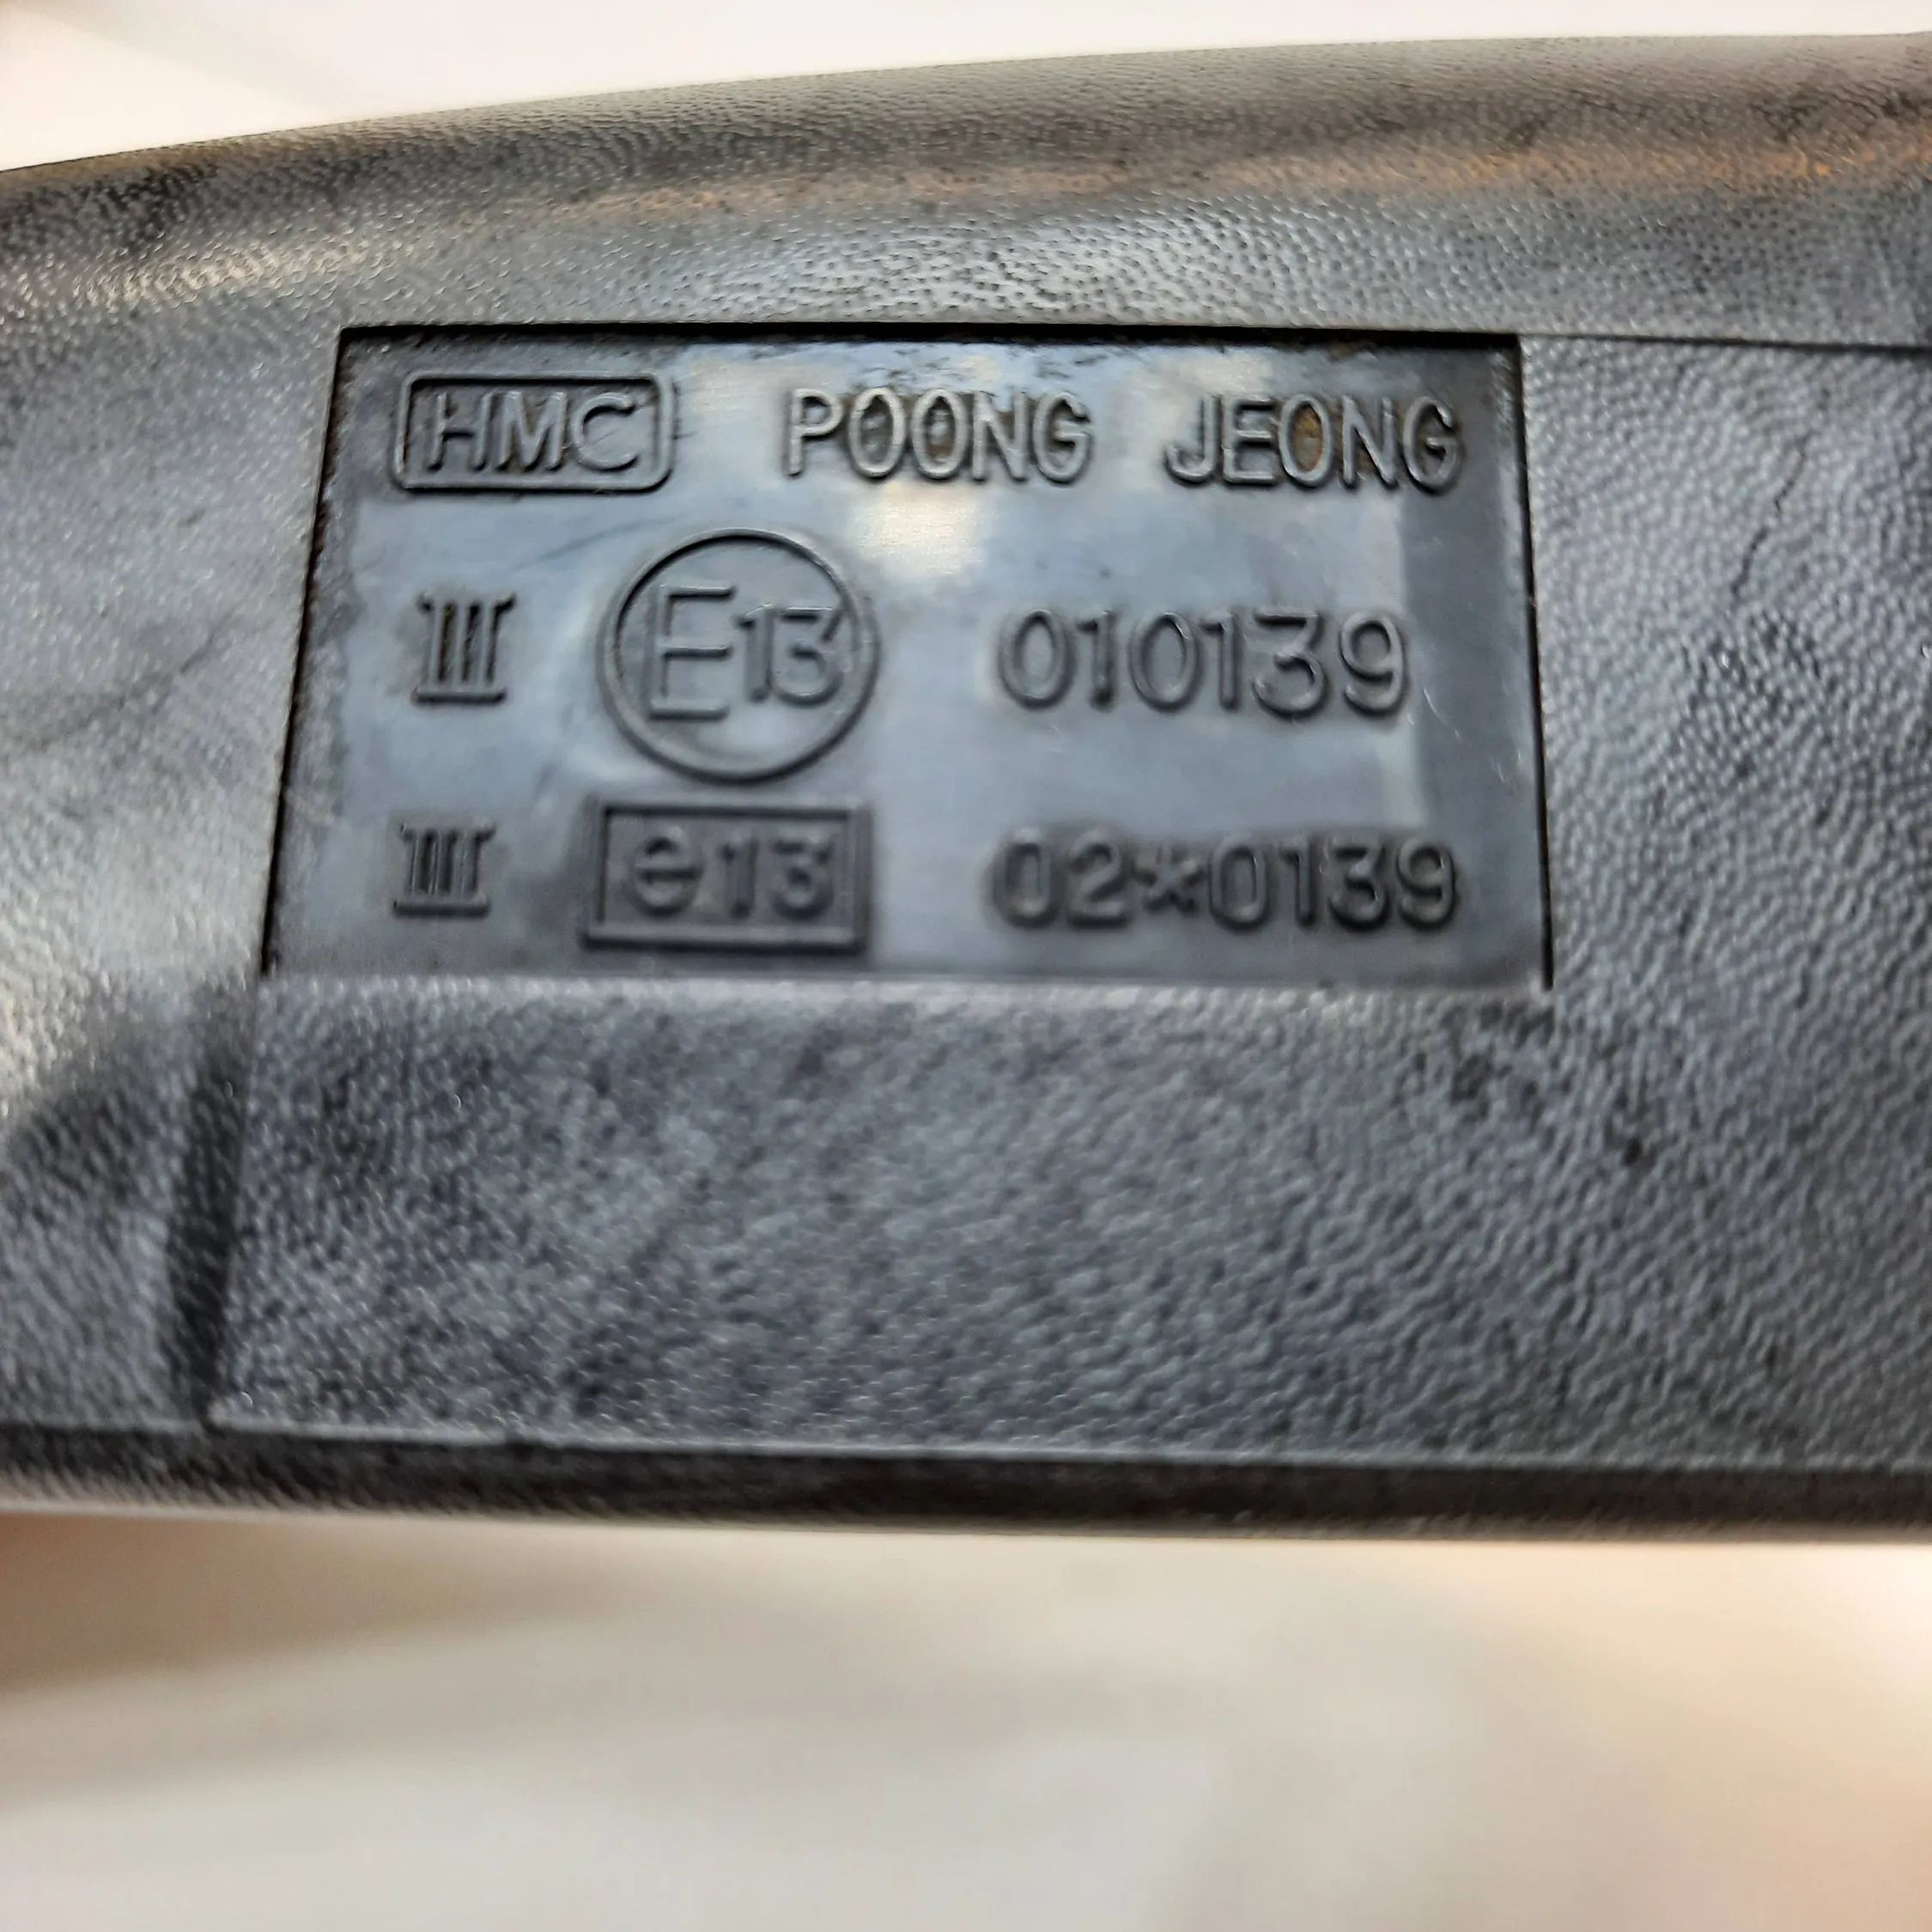 HMC POONG JEONG
III E13 010139
III e13 02*0139